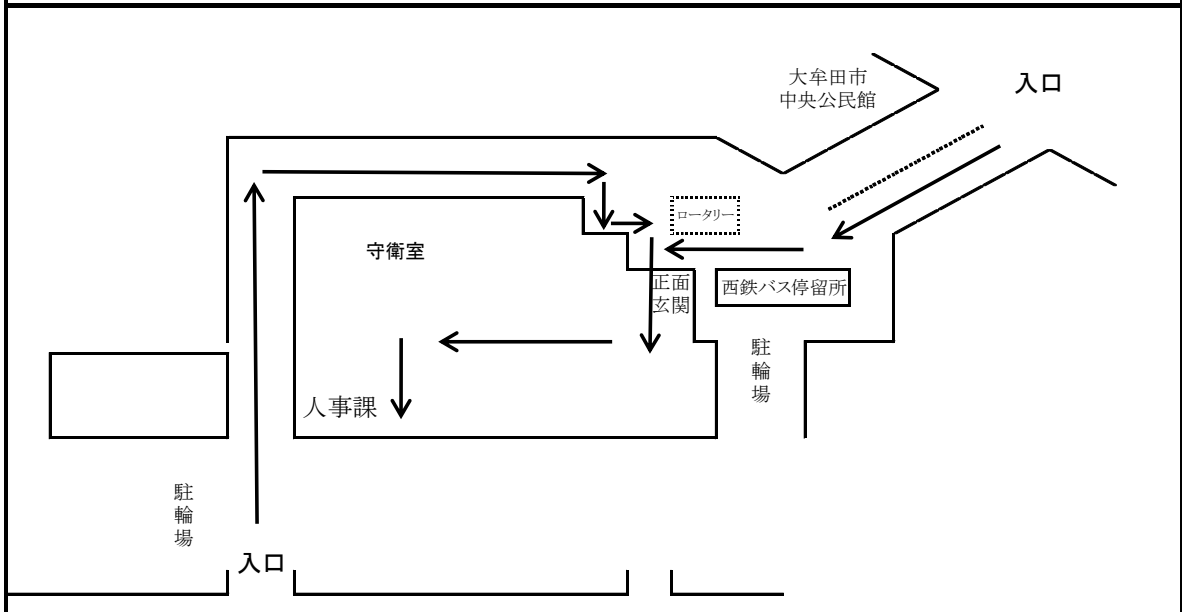 大牟田市
中央公民館
入口
ロータリー
守衛室
正面
玄関
西鉄バス停留所
駐輪場
人事課
駐輪場
入口